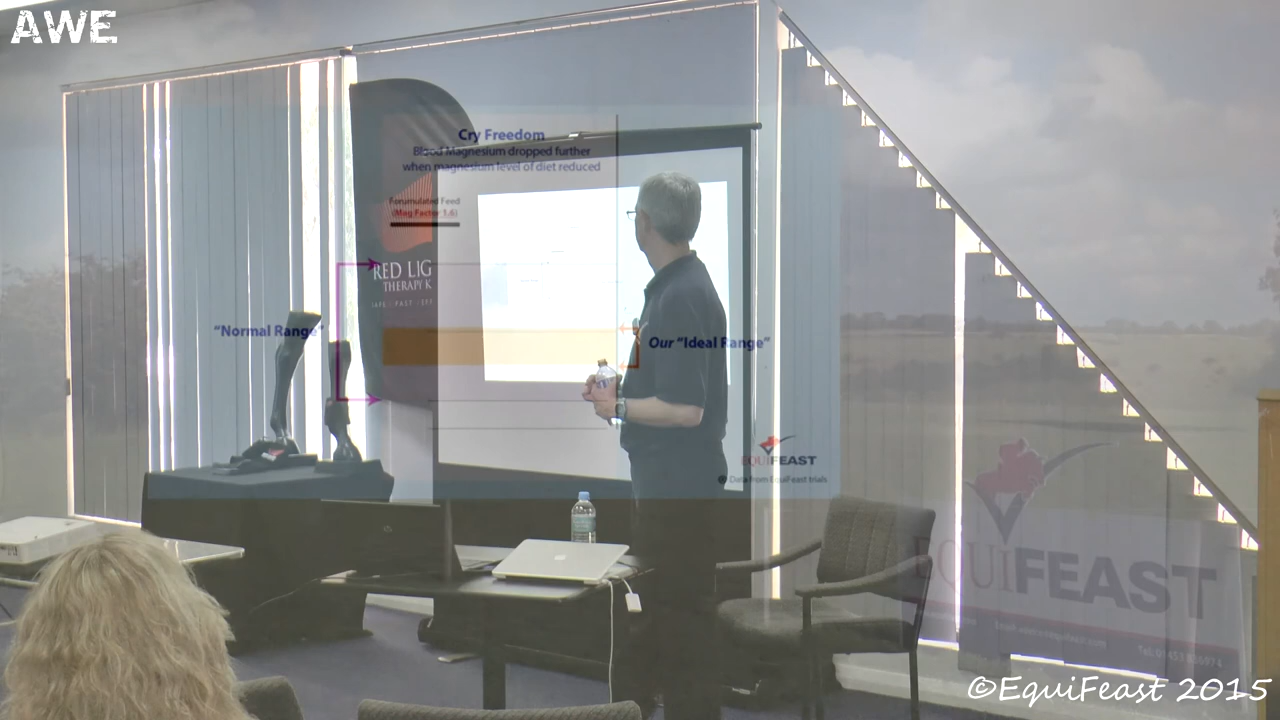 AWE
Cry Freedom
Blood Magnesium dropped further
when magnesium level of diet reduced
Forumulated Feed
(Mag Factor 1.6)
RED LIG
THERAPY K
"Normal Range"
Our "Ideal Range"
EQUIFEAST
Data from EquiFeast trials
EQUIFEAST
©EquiFeast 2015